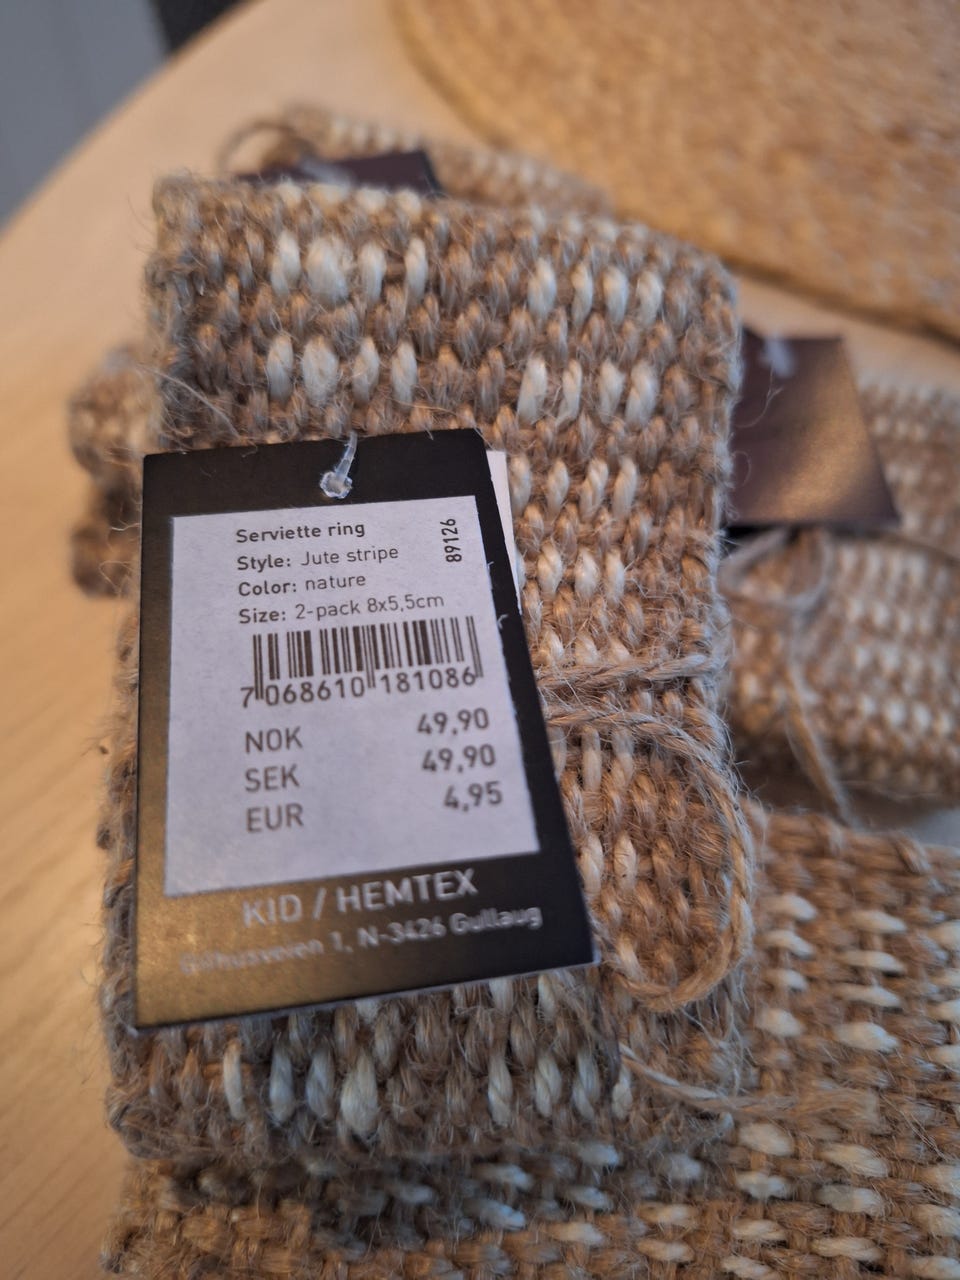 Serviette ring
89126
Style: Jute stripe
Color: nature
Size: 2-pack 8x5,5cm
7 068610 181086
NOK 49,90
SEK 49,90
EUR 4,95
KID / HEMTEX
1, N-3426 Gullaug